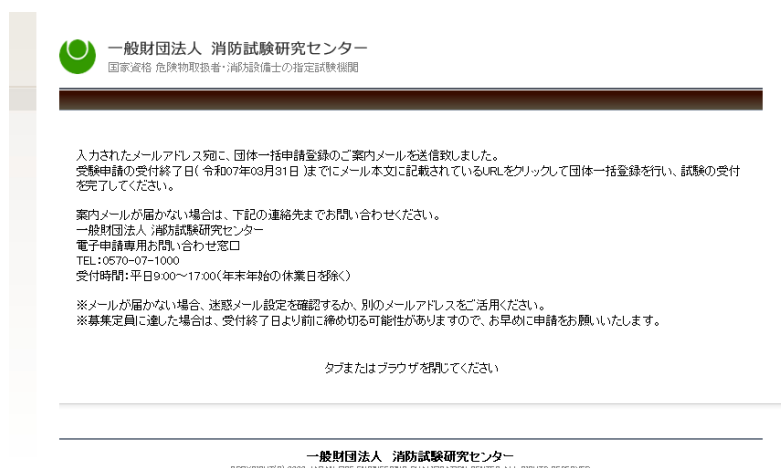 一般財団法人 消防試験研究センター
国家資格 危険物取扱者・消防設備士の指定試験機関
入力されたメールアドレス宛に、団体一括申請登録のご案内メールを送信致しました。
受験申請の受付終了日( 令和07年03月31日 )までにメール本文に記載されているURLをクリックして団体一括登録を行い、試験の受付
を完了してください。
案内メールが届かない場合は、下記の連絡先までお問い合わせください。
一般財団法人 消防試験研究センター
電子申請専用お問い合わせ窓口
TEL:0570-07-1000
受付時間:平日9:00～17:00(年末年始の休業日を除く)
※メールが届かない場合、迷惑メール設定を確認するか、別のメールアドレスをご活用ください。
※募集定員に達した場合は、受付終了日より前に締め切る可能性がありますので、お早めに申請をお願いいたします。
タブまたはブラウザを閉じてください
一般財団法人 消防試験研究センター